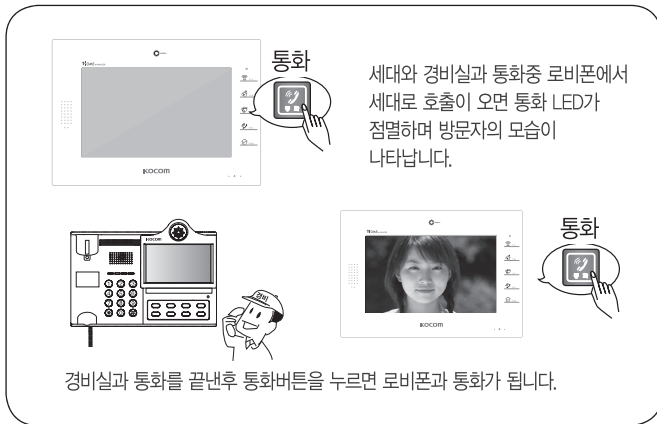 통화
세대와 경비실과 통화중 로비폰에서
세대로 호출이 오면 통화 LED가
점멸하며 방문자의 모습이
나타납니다.
KOCOM
KOCOM
경비
통화
KOCOM
경비실과 통화를 끝낸후 통화버튼을 누르면 로비폰과 통화가 됩니다.